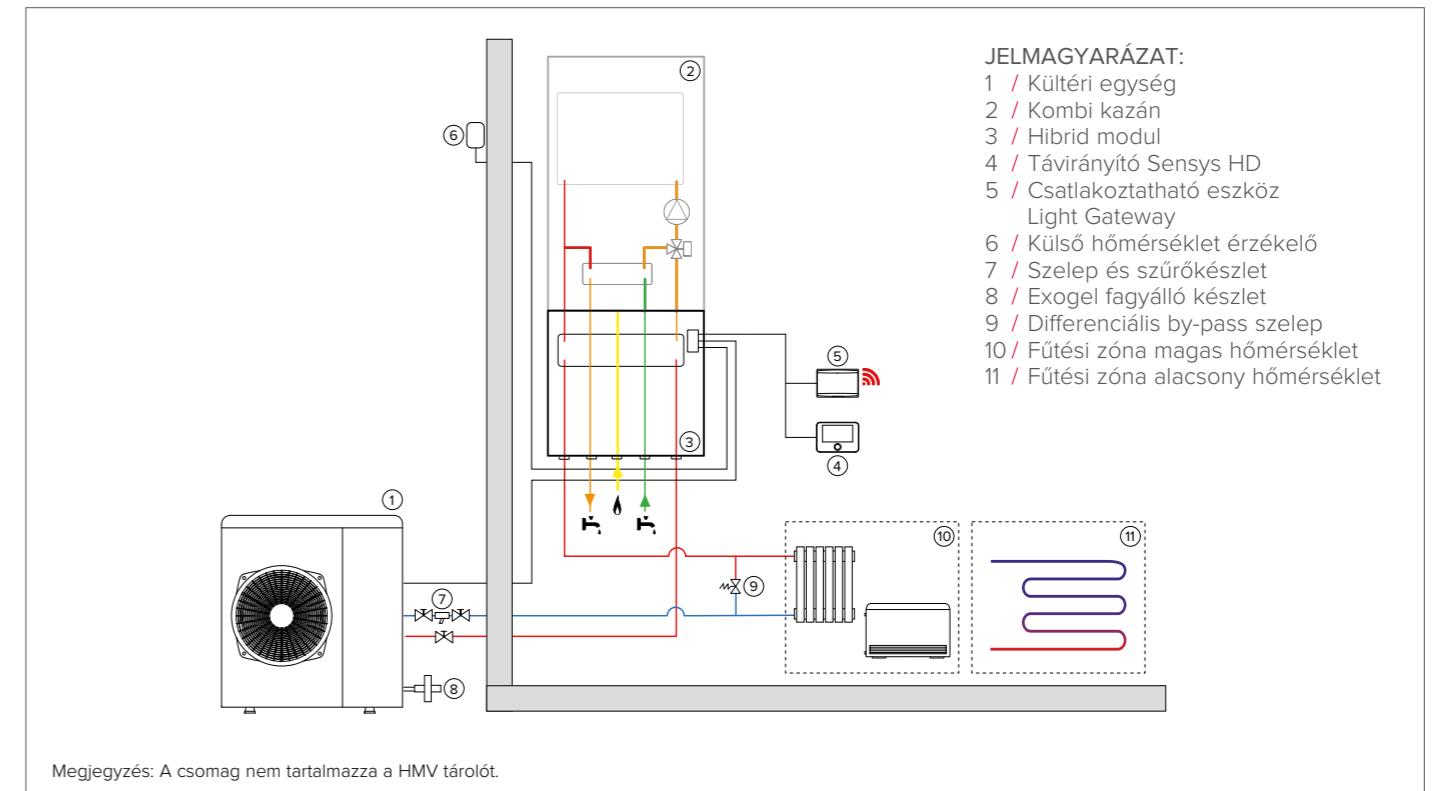 JELMAGYARÁZAT:
1 / Kültéri egység
2 / Kombi kazán
3 / Hibrid modul
4 / Távirányító Sensys HD
5 / Csatlakoztatható eszköz
Light Gateway
6 / Külső hőmérséklet érzékelő
7 / Szelep és szűrőkészlet
8 / Exogel fagyálló készlet
9 / Differenciális by-pass szelep
10 / Fűtési zóna magas hőmérséklet
11 / Fűtési zóna alacsony hőmérséklet
2
6
5
3
4
1
10
11
9
7
8
Megjegyzés: A csomag nem tartalmazza a HMV tárolót.